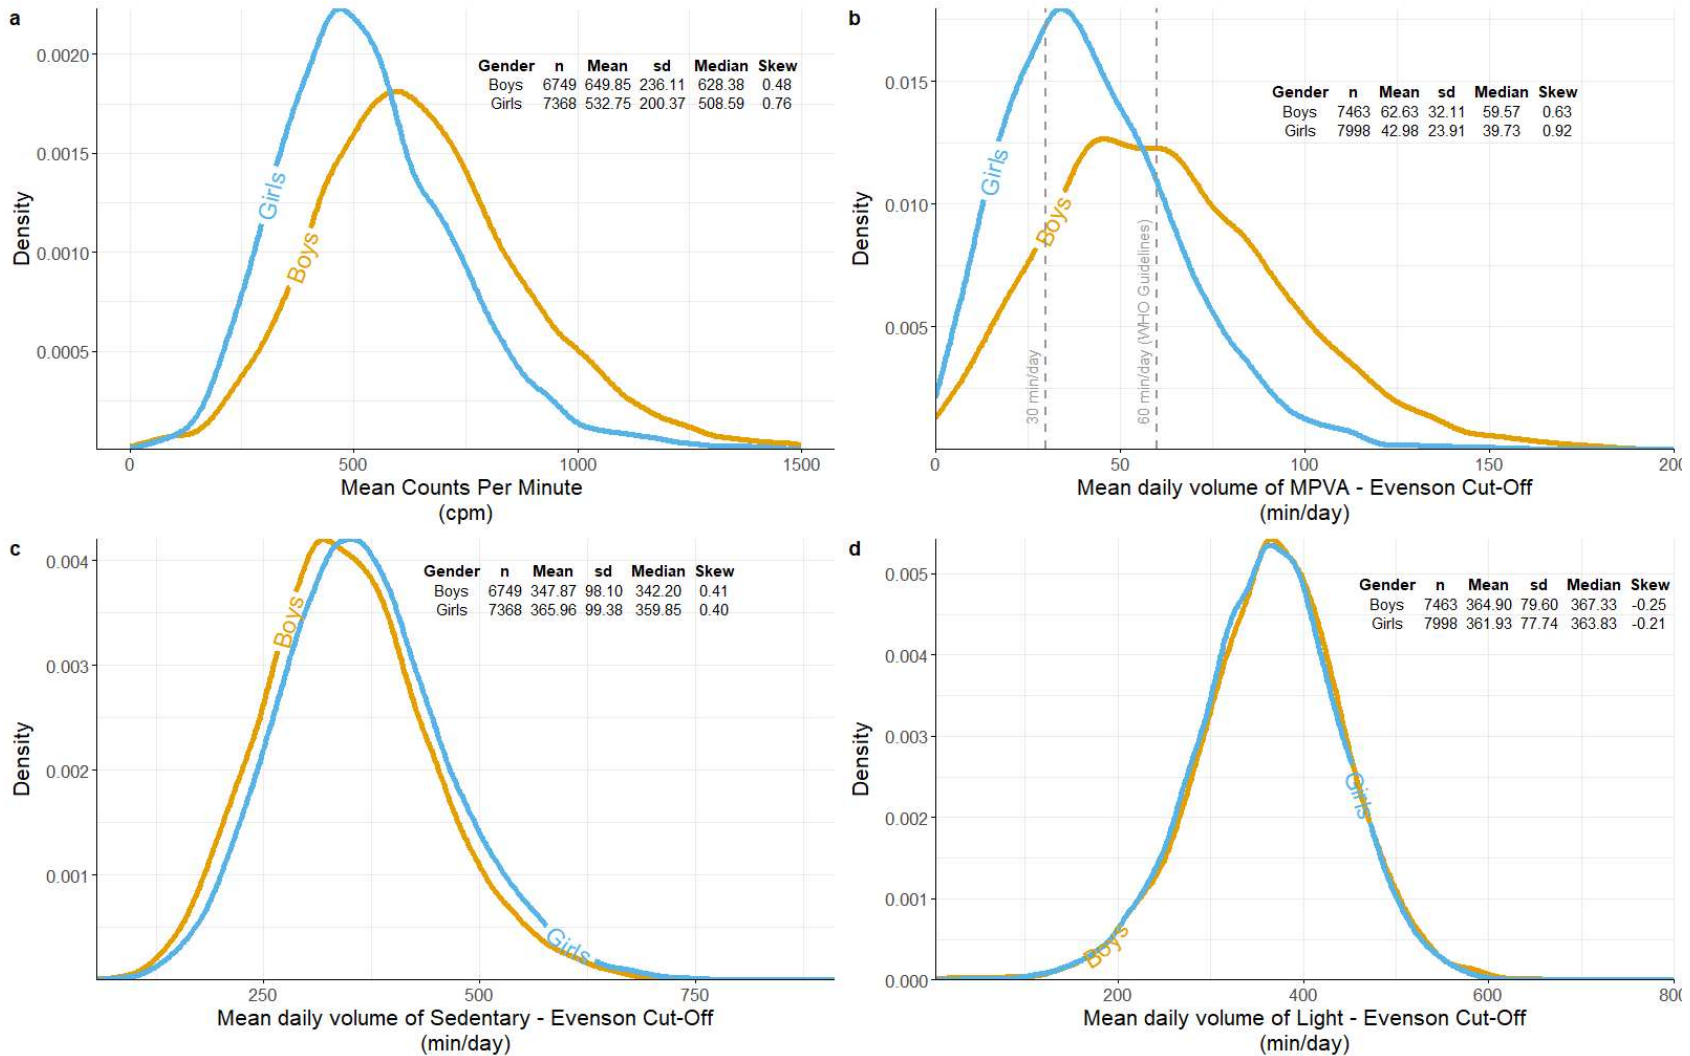 a
0.0020
0.0015
0.0010
0.0005
Density
Girls
Boys
Gender n Mean sd Median Skew
Boys 6749 649.85 236.11 628.38 0.48
Girls 7368 532.75 200.37 508.59 0.76
0 500 1000 1500
Mean Counts Per Minute
(cpm)
b
0.015
0.010
0.005
Density
Girls
Boys
30 min/day
60 min/day (WHO Guidelines)
Gender n Mean sd Median Skew
Boys 7463 62.63 32.11 59.57 0.63
Girls 7998 42.98 23.91 39.73 0.92
0 50 100 150 200
Mean daily volume of MPVA - Evenson Cut-Off
(min/day)
c
0.004
0.003
0.002
0.001
Density
Boys
Girls
Gender n Mean sd Median Skew
Boys 6749 347.87 98.10 342.20 0.41
Girls 7368 365.96 99.38 359.85 0.40
250 500 750
Mean daily volume of Sedentary - Evenson Cut-Off
(min/day)
d
0.005
0.004
0.003
0.002
0.001
0.000
Density
Girls
Boys
Gender n Mean sd Median Skew
Boys 7463 364.90 79.60 367.33 -0.25
Girls 7998 361.93 77.74 363.83 -0.21
200 400 600 800
Mean daily volume of Light - Evenson Cut-Off
(min/day)